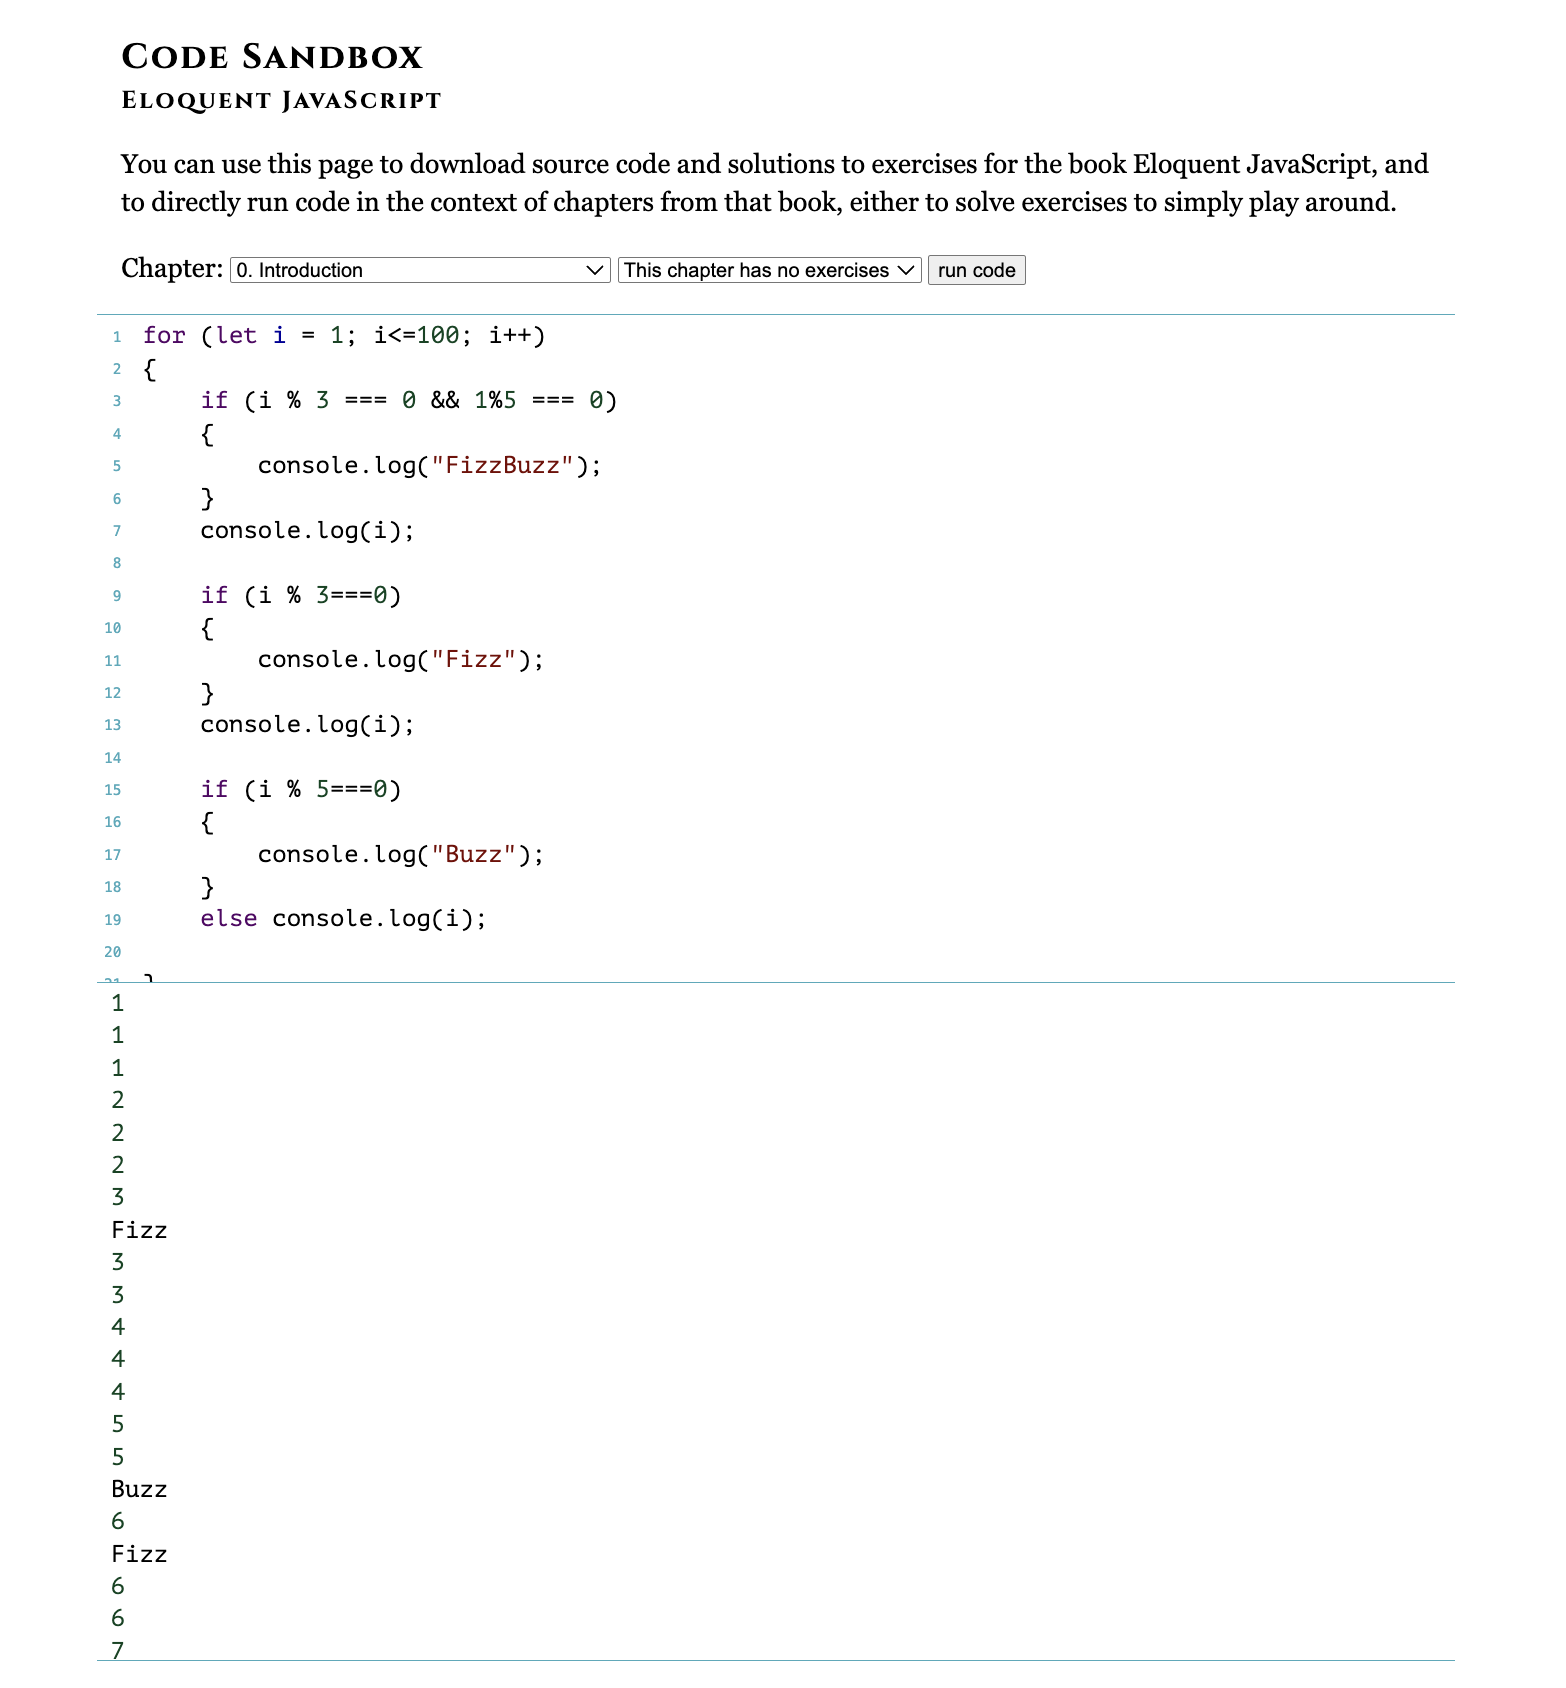 Code Sandbox
Eloquent JavaScript
You can use this page to download source code and solutions to exercises for the book Eloquent JavaScript, and
to directly run code in the context of chapters from that book, either to solve exercises to simply play around.
Chapter: 0. Introduction This chapter has no exercises run code
1 for (let i = 1; i<=100; i++)
2 {
3     if (i % 3 === 0 && 1%5 === 0)
4     {
5         console.log("FizzBuzz");
6     }
7     console.log(i);
8
9     if (i % 3===0)
10     {
11         console.log("Fizz");
12     }
13     console.log(i);
14
15     if (i % 5===0)
16     {
17         console.log("Buzz");
18     }
19     else console.log(i);
20
21 }
1
1
1
2
2
2
3
Fizz
3
3
4
4
4
5
5
Buzz
6
Fizz
6
6
7